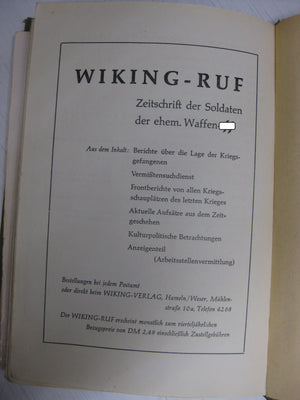 WIKING-RUF
Zeitschrift der Soldaten
der ehem. Waffen
Aus dem Inhalt: Berichte über die Lage der Kriegs-
gefangenen
Vermißtensuchdienst
Frontberichte von allen Kriegs-
schauplätzen des letzten Krieges
Aktuelle Aufsätze aus dem Zeit-
geschehen
Kulturpolitische Betrachtungen
Anzeigenteil
(Arbeitsstellenvermittlung)
Bestellungen bei jedem Postamt
oder direkt beim WIKING-VERLAG, Hameln/Weser, Mühlen-
straße 10a, Telefon 4268
Der WIKING-RUF erscheint monatlich zum vierteljährlichen
Bezugspreis von DM 2,40 einschließlich Zustellgebühren